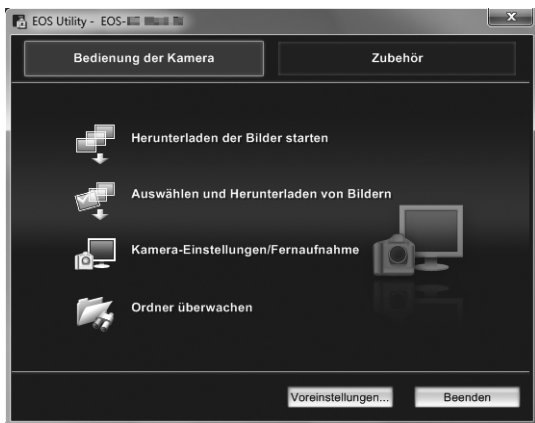 EOS Utility - EOS-
Bedienung der Kamera
Zubehör
Herunterladen der Bilder starten
Auswählen und Herunterladen von Bildern
Kamera-Einstellungen/Fernaufnahme
Ordner überwachen
Voreinstellungen...
Beenden